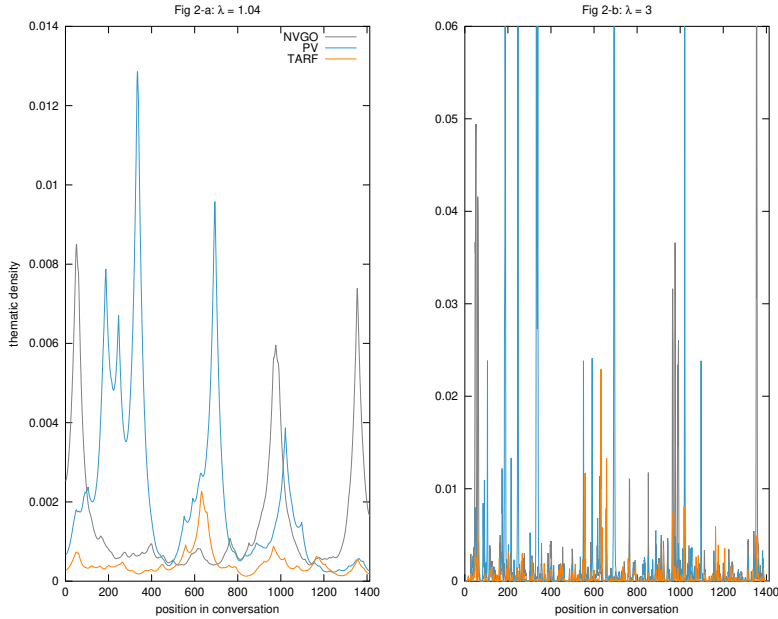 Fig 2-a: λ = 1.04
NVGO
PV
TARF
thematic density
0.014
0.012
0.01
0.008
0.006
0.004
0.002
0
0 200 400 600 800 1000 1200 1400
position in conversation
Fig 2-b: λ = 3
0.06
0.05
0.04
0.03
0.02
0.01
0
0 200 400 600 800 1000 1200 1400
position in conversation